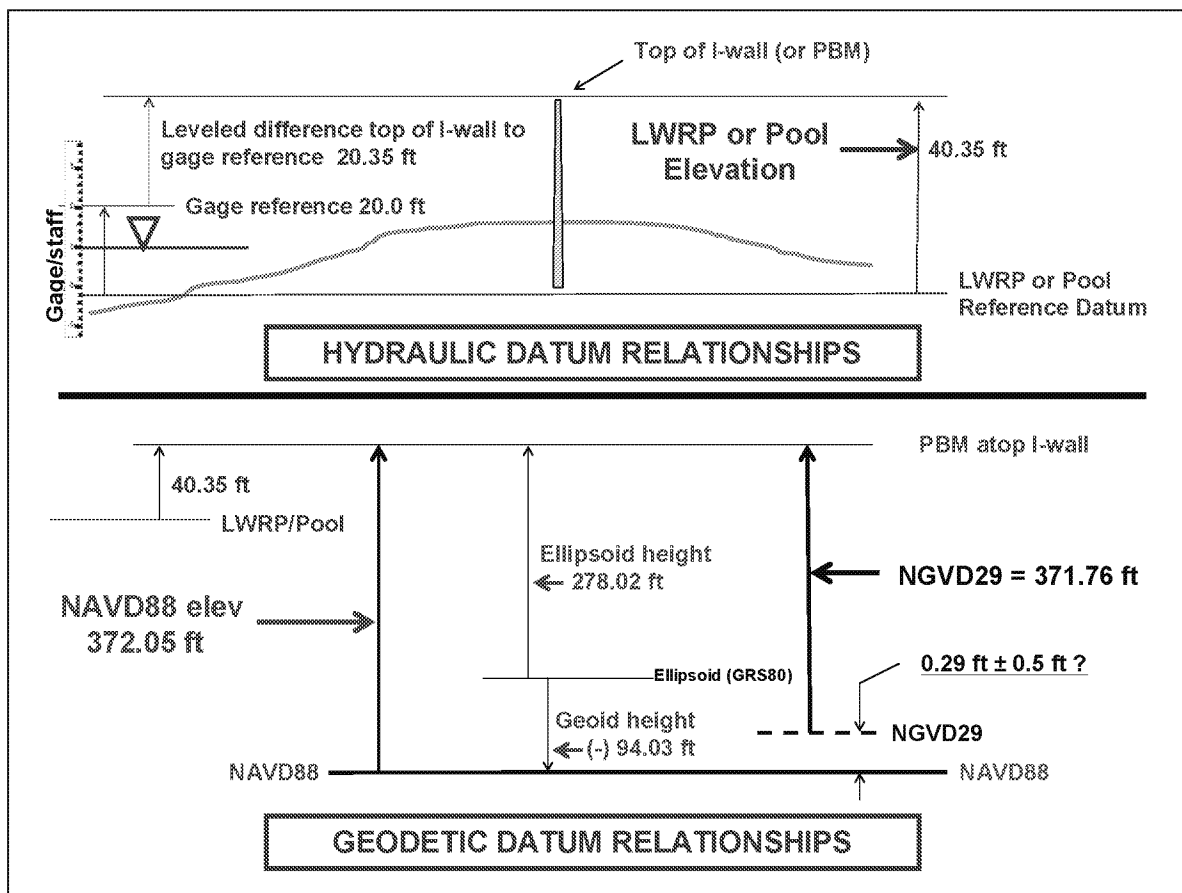 Top of I-wall (or PBM)
Leveled difference top of I-wall to
gage reference 20.35 ft
LWRP or Pool
Elevation
40.35 ft
Gage reference 20.0 ft
Gage/staff
LWRP or Pool
Reference Datum
HYDRAULIC DATUM RELATIONSHIPS
PBM atop I-wall
40.35 ft
LWRP/Pool
Ellipsoid height
278.02 ft
NGVD29 = 371.76 ft
NAVD88 elev
372.05 ft
0.29 ft ± 0.5 ft ?
Ellipsoid (GRS80)
Geoid height
(-) 94.03 ft
NGVD29
NAVD88
NAVD88
GEODETIC DATUM RELATIONSHIPS